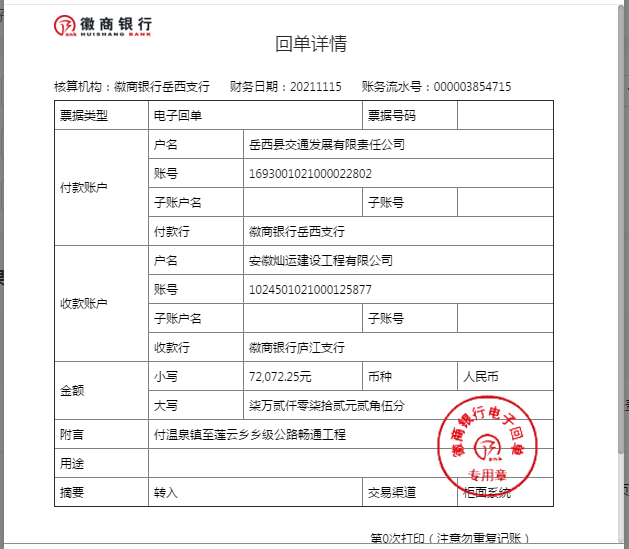 徽商银行
HUISHANG BANK
回单详情
核算机构：徽商银行岳西支行 财务日期：20211115 账务流水号：000003854715
票据类型 电子回单 票据号码
付款账户
户名 岳西县交通发展有限责任公司
账号 1693001021000022802
子账户名 子账号
付款行 徽商银行岳西支行
收款账户
户名 安徽灿运建设工程有限公司
账号 1024501021000125877
子账户名 子账号
收款行 徽商银行庐江支行
金额
小写 72,072.25元 币种 人民币
大写 柒万贰仟零柒拾贰元贰角伍分
附言 付温泉镇至莲云乡乡级公路畅通工程
用途
摘要 转入 交易渠道 柜面系统
徽商银行电子回单
专用章
第0次打印（注意勿重复记账）